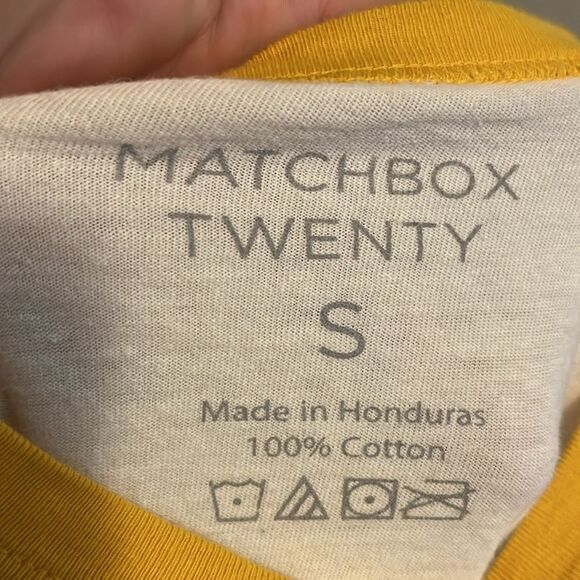 MATCHBOX
TWENTY
S
Made in Honduras
100% Cotton